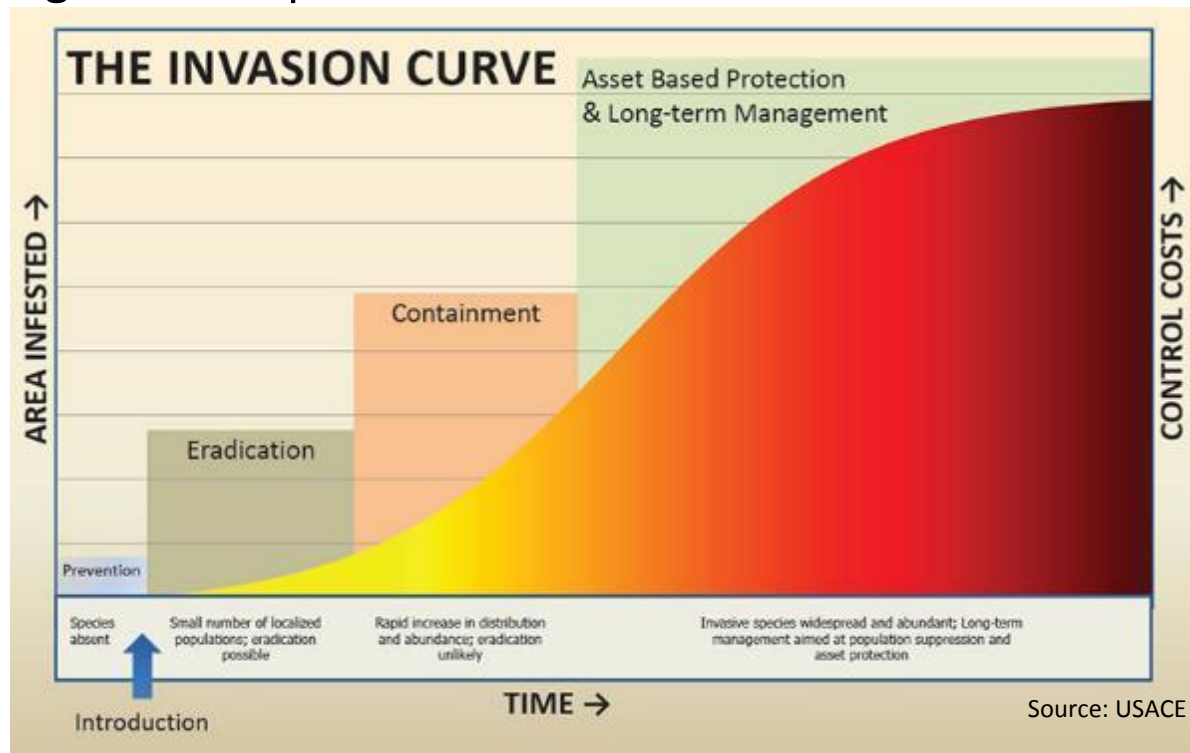 THE INVASION CURVE
Asset Based Protection
& Long-term Management
AREA INFESTED →
Containment
Eradication
Prevention
CONTROL COSTS →
Species
absent
Small number of localized
populations; eradication
possible
Rapid increase in distribution
and abundance; eradication
unlikely
Invasive species widespread and abundant; Long-term
management aimed at population suppression and
asset protection
Introduction
TIME →
Source: USACE